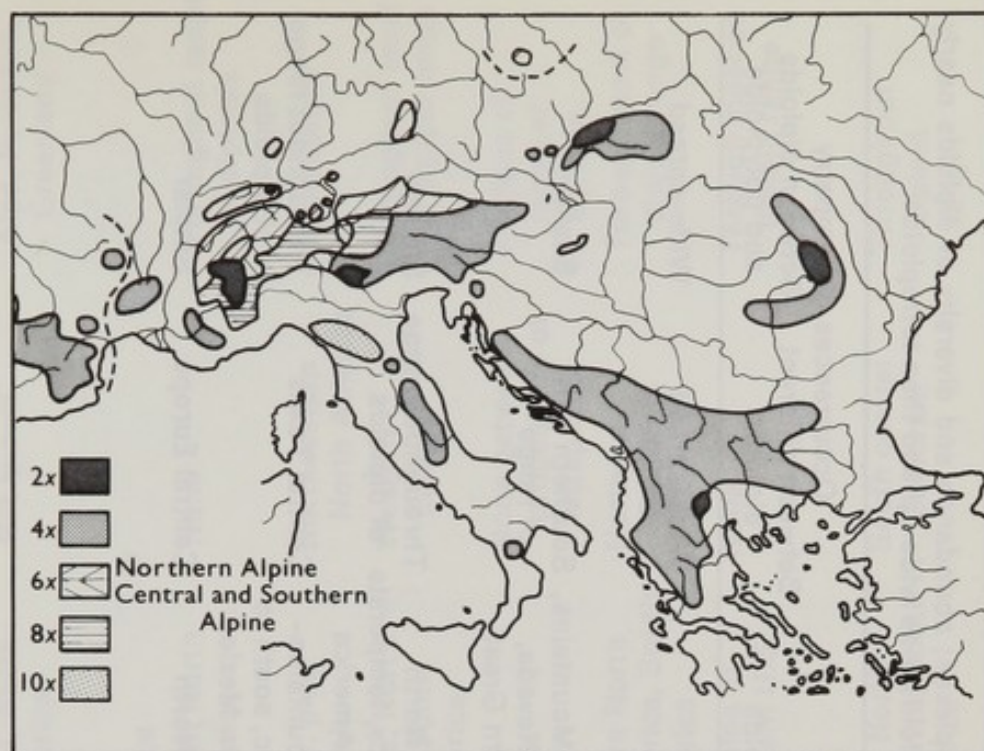 2x
4x
6x Northern Alpine
Central and Southern
Alpine
8x
10x